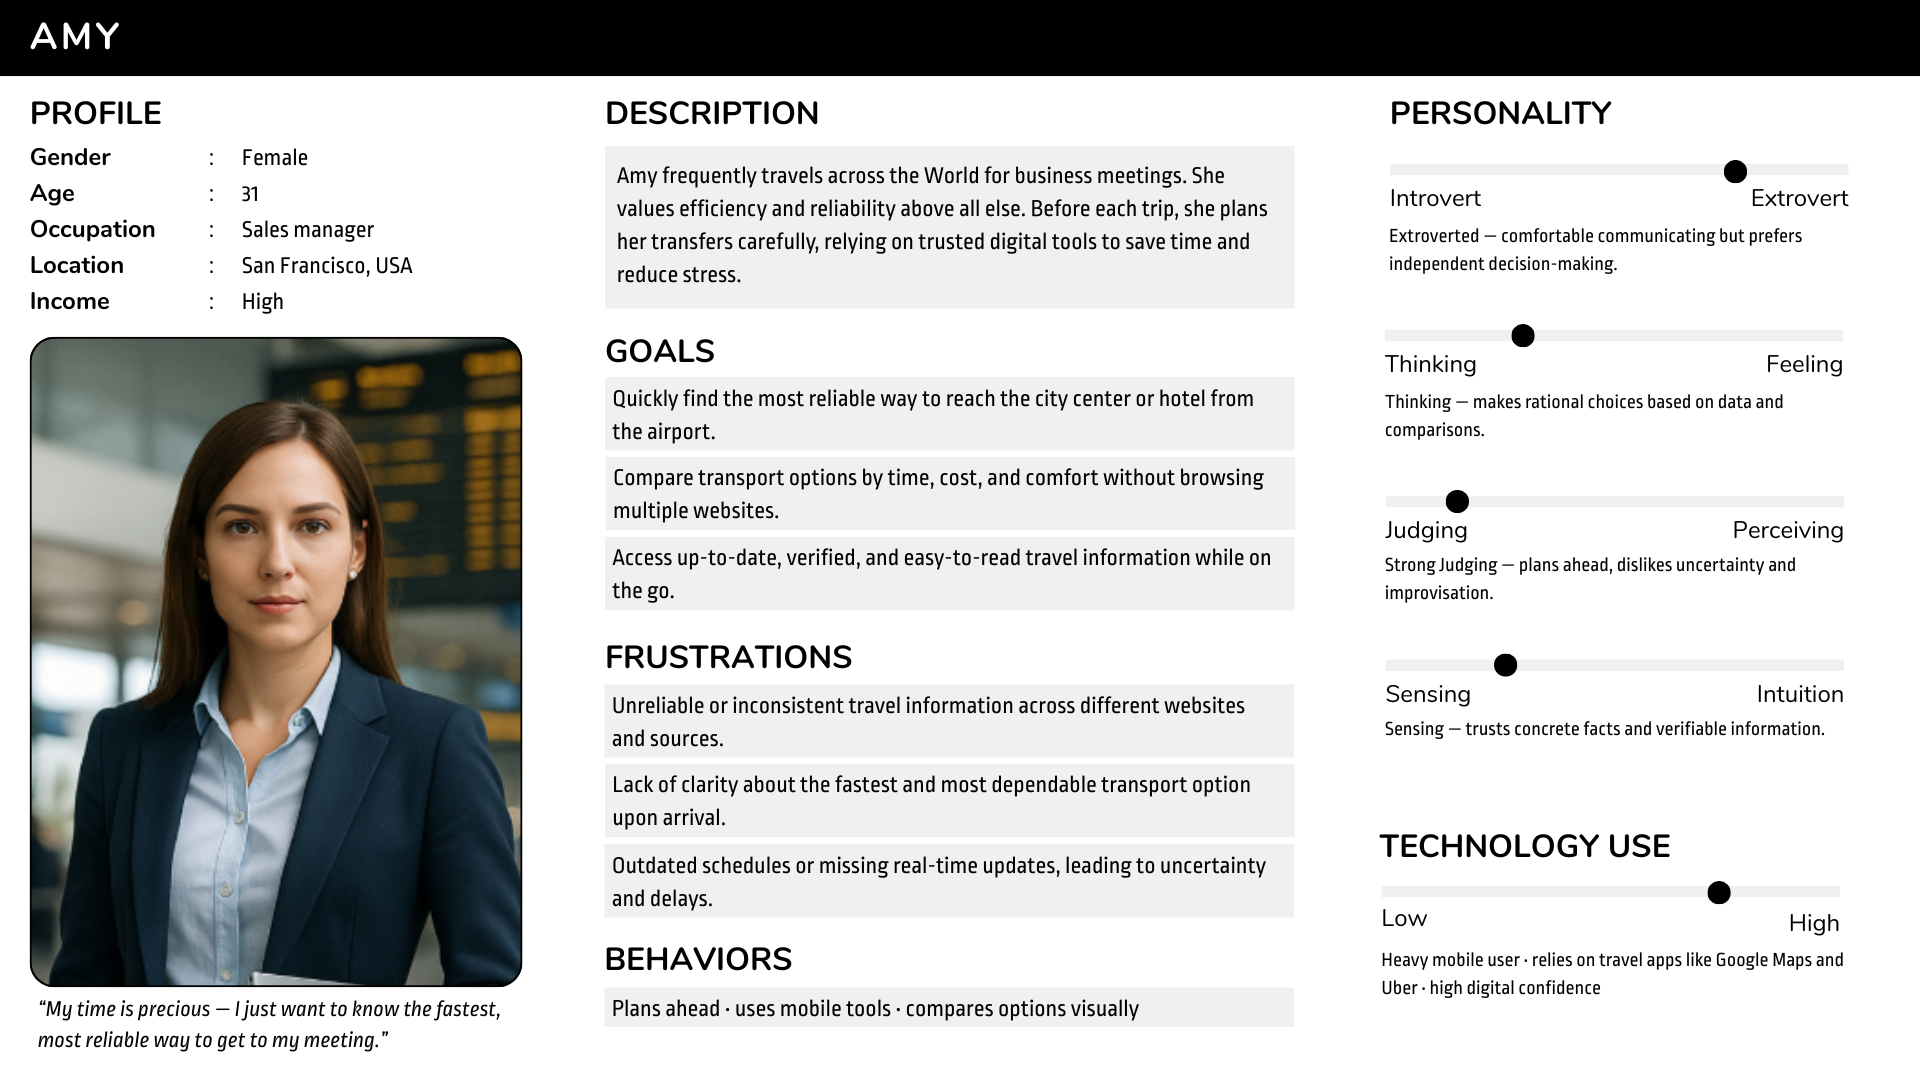 AMY
PROFILE
Gender : Female
Age : 31
Occupation : Sales manager
Location : San Francisco, USA
Income : High
“My time is precious — I just want to know the fastest,
most reliable way to get to my meeting.”
DESCRIPTION
Amy frequently travels across the World for business meetings. She
values efficiency and reliability above all else. Before each trip, she plans
her transfers carefully, relying on trusted digital tools to save time and
reduce stress.
GOALS
Quickly find the most reliable way to reach the city center or hotel from
the airport.
Compare transport options by time, cost, and comfort without browsing
multiple websites.
Access up-to-date, verified, and easy-to-read travel information while on
the go.
FRUSTRATIONS
Unreliable or inconsistent travel information across different websites
and sources.
Lack of clarity about the fastest and most dependable transport option
upon arrival.
Outdated schedules or missing real-time updates, leading to uncertainty
and delays.
BEHAVIORS
Plans ahead · uses mobile tools · compares options visually
PERSONALITY
Introvert Extrovert
Extroverted — comfortable communicating but prefers
independent decision-making.
Thinking Feeling
Thinking — makes rational choices based on data and
comparisons.
Judging Perceiving
Strong Judging — plans ahead, dislikes uncertainty and
improvisation.
Sensing Intuition
Sensing — trusts concrete facts and verifiable information.
TECHNOLOGY USE
Low High
Heavy mobile user · relies on travel apps like Google Maps and
Uber · high digital confidence